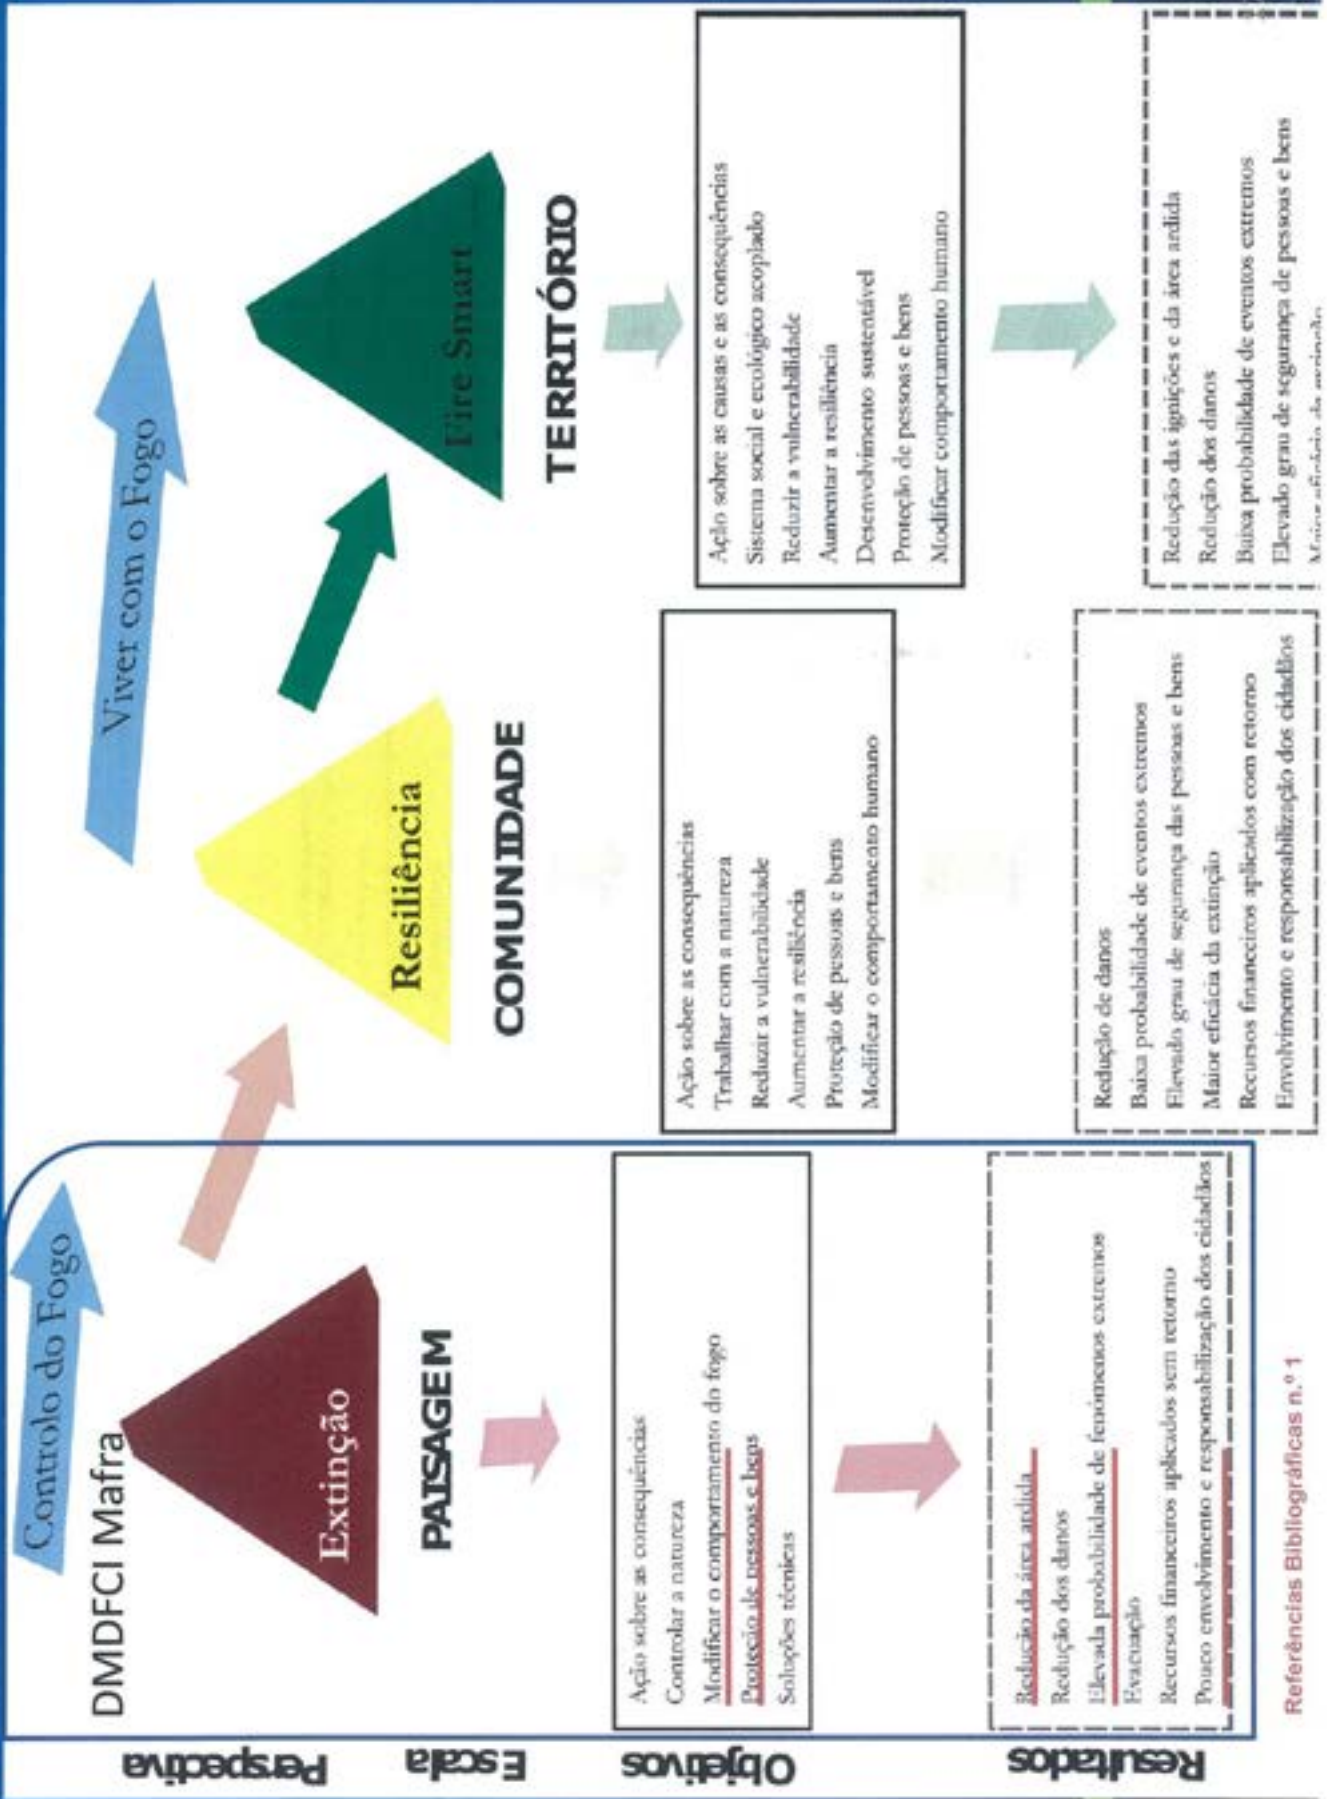 Controlo do Fogo
Viver com o Fogo
DMDFCI Mafra
Perspectiva
Extinção
Resiliência
Fire Smart
Escala
PAISAGEM
COMUNIDADE
TERRITÓRIO
Objetivos
Ação sobre as consequências
Controlar a natureza
Modificar o comportamento do fogo
Proteção de pessoas e bens
Soluções técnicas
Ação sobre as consequências
Trabalhar com a natureza
Reduzar a vulnerabilidade
Aumentar a resiliência
Proteção de pessoas e bens
Modificar o comportamento humano
Ação sobre as causas e as consequências
Sistema social e ecológico acoplado
Reduzir a vulnerabilidade
Aumentar a resiliência
Desenvolvimento sustentável
Proteção de pessoas e bens
Modificar comportamento humano
Resultados
Redução da área ardida
Redução dos danos
Elevada probabilidade de fenómenos extremos
Evacuação
Recursos financeiros aplicados sem retorno
Pouco envolvimento e responsabilização dos cidadãos
Redução de danos
Baixa probabilidade de eventos extremos
Elevado grau de segurança das pessoas e bens
Maior eficácia da extinção
Recursos financeiros aplicados com retorno
Envolvimento e responsabilização dos cidadãos
Redução das ignições e da área ardida
Redução dos danos
Baixa probabilidade de eventos extremos
Elevado grau de segurança de pessoas e bens
Maior eficácia da
Referências Bibliográficas n.º 1